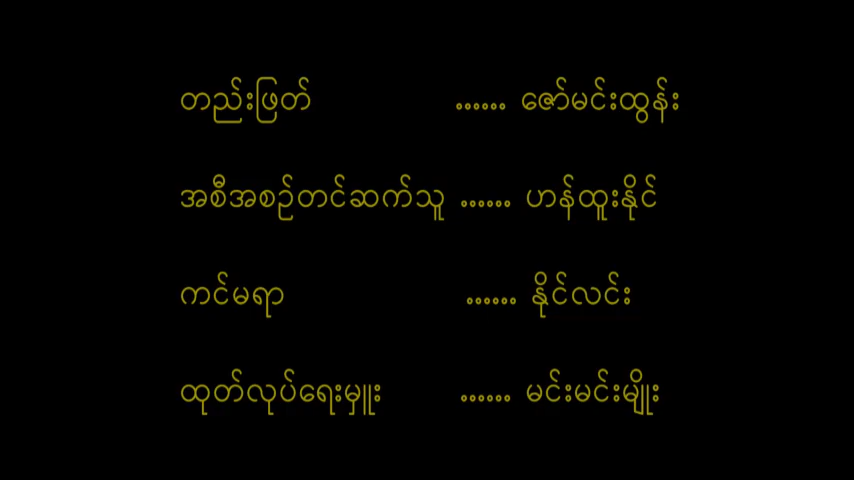 တည်းဖြတ် ...... ဇော်မင်းထွန်း
အစီအစဉ်တင်ဆက်သူ ...... ဟန်ထူးနိုင်
ကင်မရာ ...... နိုင်လင်း
ထုတ်လုပ်ရေးမှူး ...... မင်းမင်းမျိုး